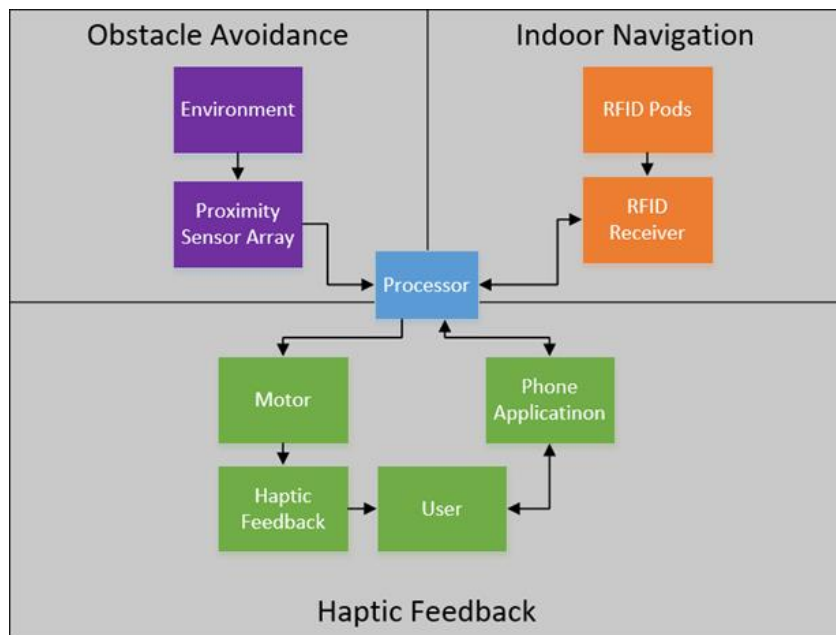 Obstacle Avoidance
Indoor Navigation
Environment
RFID Pods
Proximity
Sensor Array
RFID
Receiver
Processor
Motor
Phone
Applicatinon
Haptic
Feedback
User
Haptic Feedback